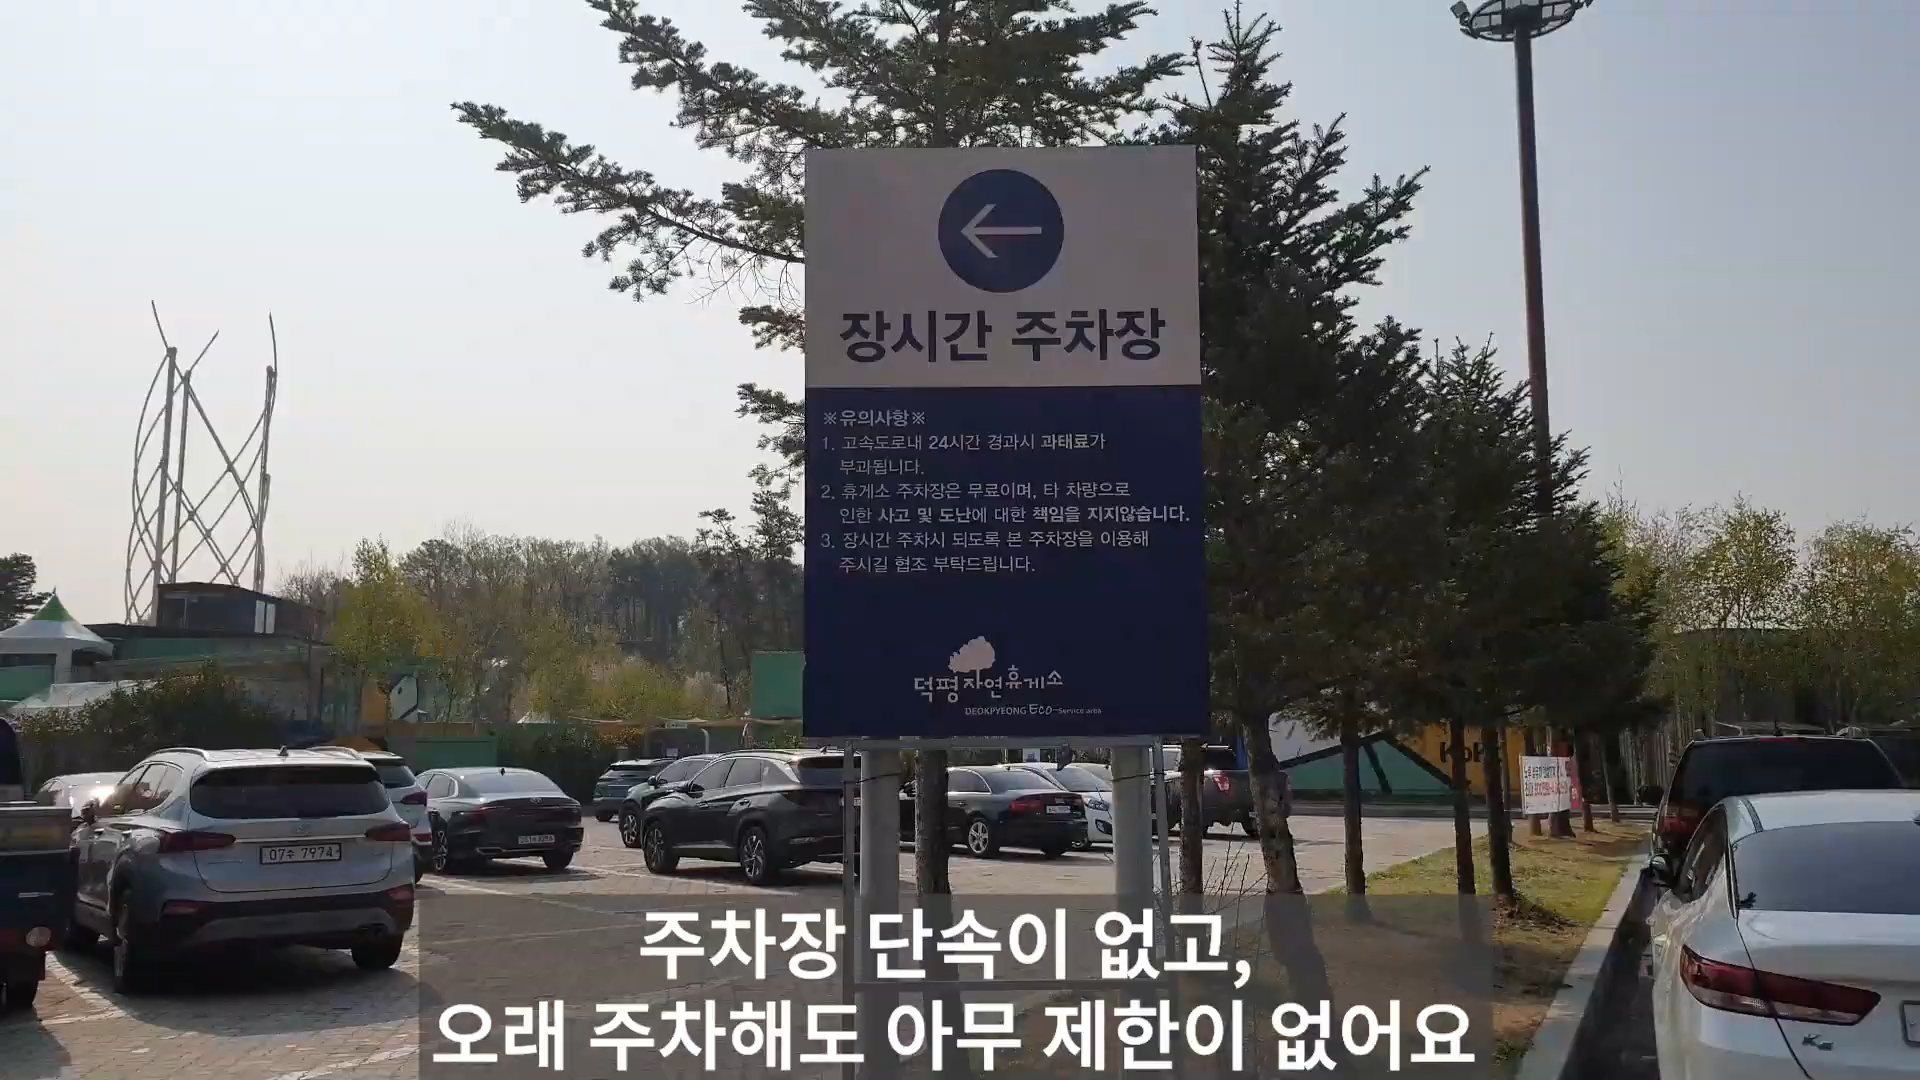 장시간 주차장
※유의사항※
1. 고속도로내 24시간 경과시 과태료가
부과됩니다.
2. 휴게소 주차장은 무료이며, 타 차량으로
인한 사고 및 도난에 대한 책임을 지지않습니다.
3. 장시간 주차시 되도록 본 주차장을 이용해
주시길 협조 부탁드립니다.
덕평자연휴게소
DEOKPYEONG Eco-Service area
07수 7974
K5
주차장 단속이 없고,
오래 주차해도 아무 제한이 없어요